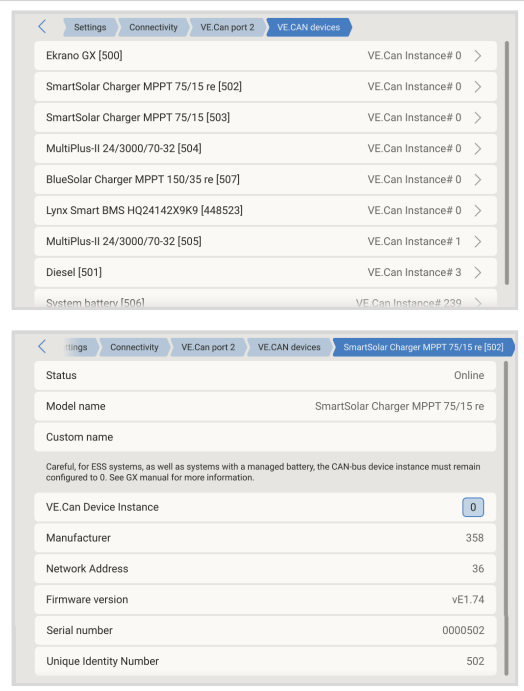 Settings Connectivity VE.Can port 2 VE.CAN devices
Ekrano GX [500] VE.Can Instance# 0
SmartSolar Charger MPPT 75/15 re [502] VE.Can Instance# 0
SmartSolar Charger MPPT 75/15 [503] VE.Can Instance# 0
MultiPlus-II 24/3000/70-32 [504] VE.Can Instance# 0
BlueSolar Charger MPPT 150/35 re [507] VE.Can Instance# 0
Lynx Smart BMS HQ24142X9K9 [448523] VE.Can Instance# 0
MultiPlus-II 24/3000/70-32 [505] VE.Can Instance# 1
Diesel [501] VE.Can Instance# 3
System battery [506] VE.Can Instance# 239
ttings Connectivity VE.Can port 2 VE.CAN devices SmartSolar Charger MPPT 75/15 re [502]
Status Online
Model name SmartSolar Charger MPPT 75/15 re
Custom name
Careful, for ESS systems, as well as systems with a managed battery, the CAN-bus device instance must remain
configured to 0. See GX manual for more information.
VE.Can Device Instance 0
Manufacturer 358
Network Address 36
Firmware version vE1.74
Serial number 0000502
Unique Identity Number 502